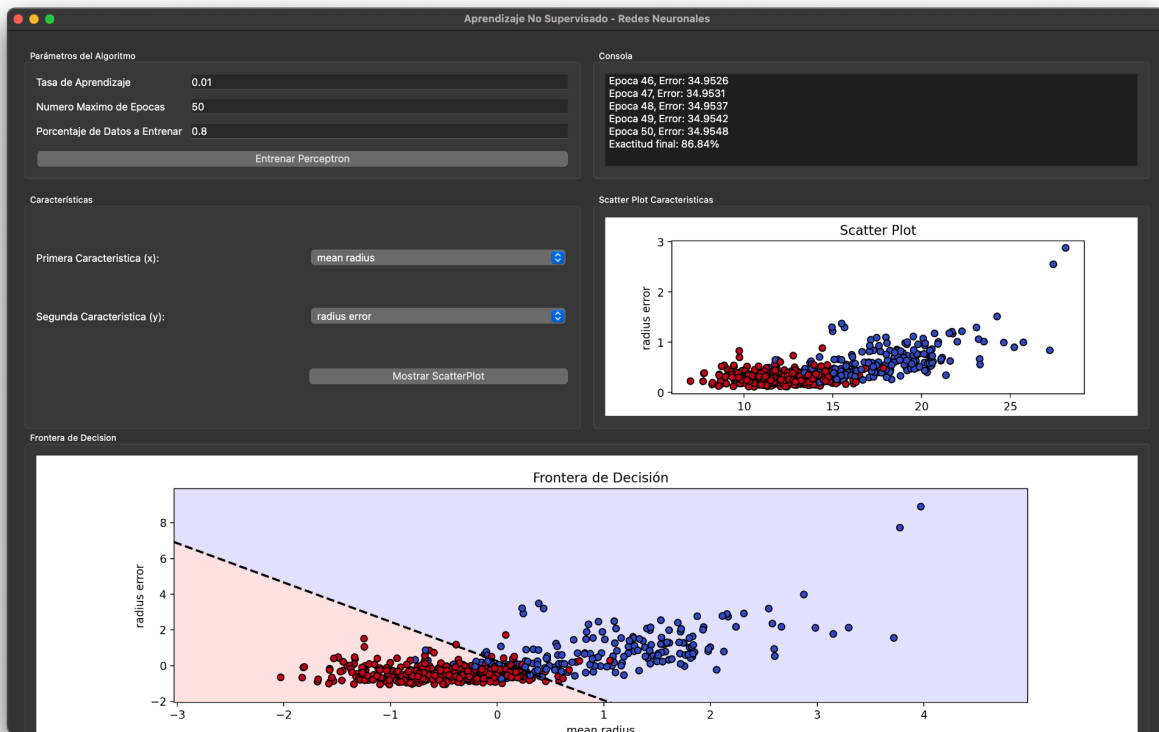 Aprendizaje No Supervisado - Redes Neuronales
Parámetros del Algoritmo
Tasa de Aprendizaje 0.01
Numero Maximo de Epocas 50
Porcentaje de Datos a Entrenar 0.8
Entrenar Perceptron
Consola
Epoca 46, Error: 34.9526
Epoca 47, Error: 34.9531
Epoca 48, Error: 34.9537
Epoca 49, Error: 34.9542
Epoca 50, Error: 34.9548
Exactitud final: 86.84%
Características
Primera Caracteristica (x): mean radius
Segunda Caracteristica (y): radius error
Mostrar ScatterPlot
Scatter Plot Caracteristicas
Scatter Plot
radius error
3
2
1
0
10 15 20 25
Frontera de Decision
Frontera de Decisión
radius error
8
6
4
2
0
−2
−3 −2 −1 0 1 2 3 4
mean radius